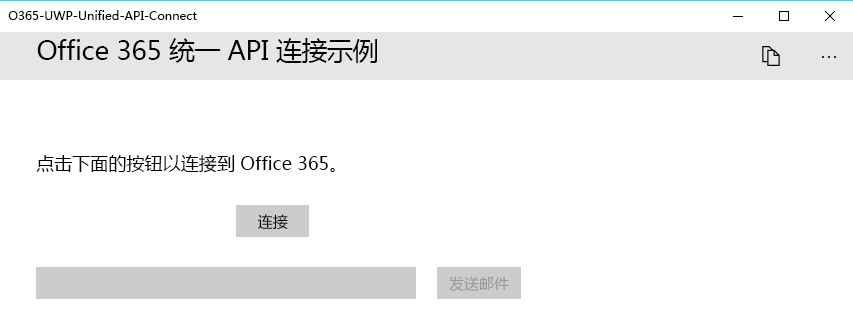 O365-UWP-Unified-API-Connect
Office 365 统一 API 连接示例
点击下面的按钮以连接到 Office 365。
连接
发送邮件